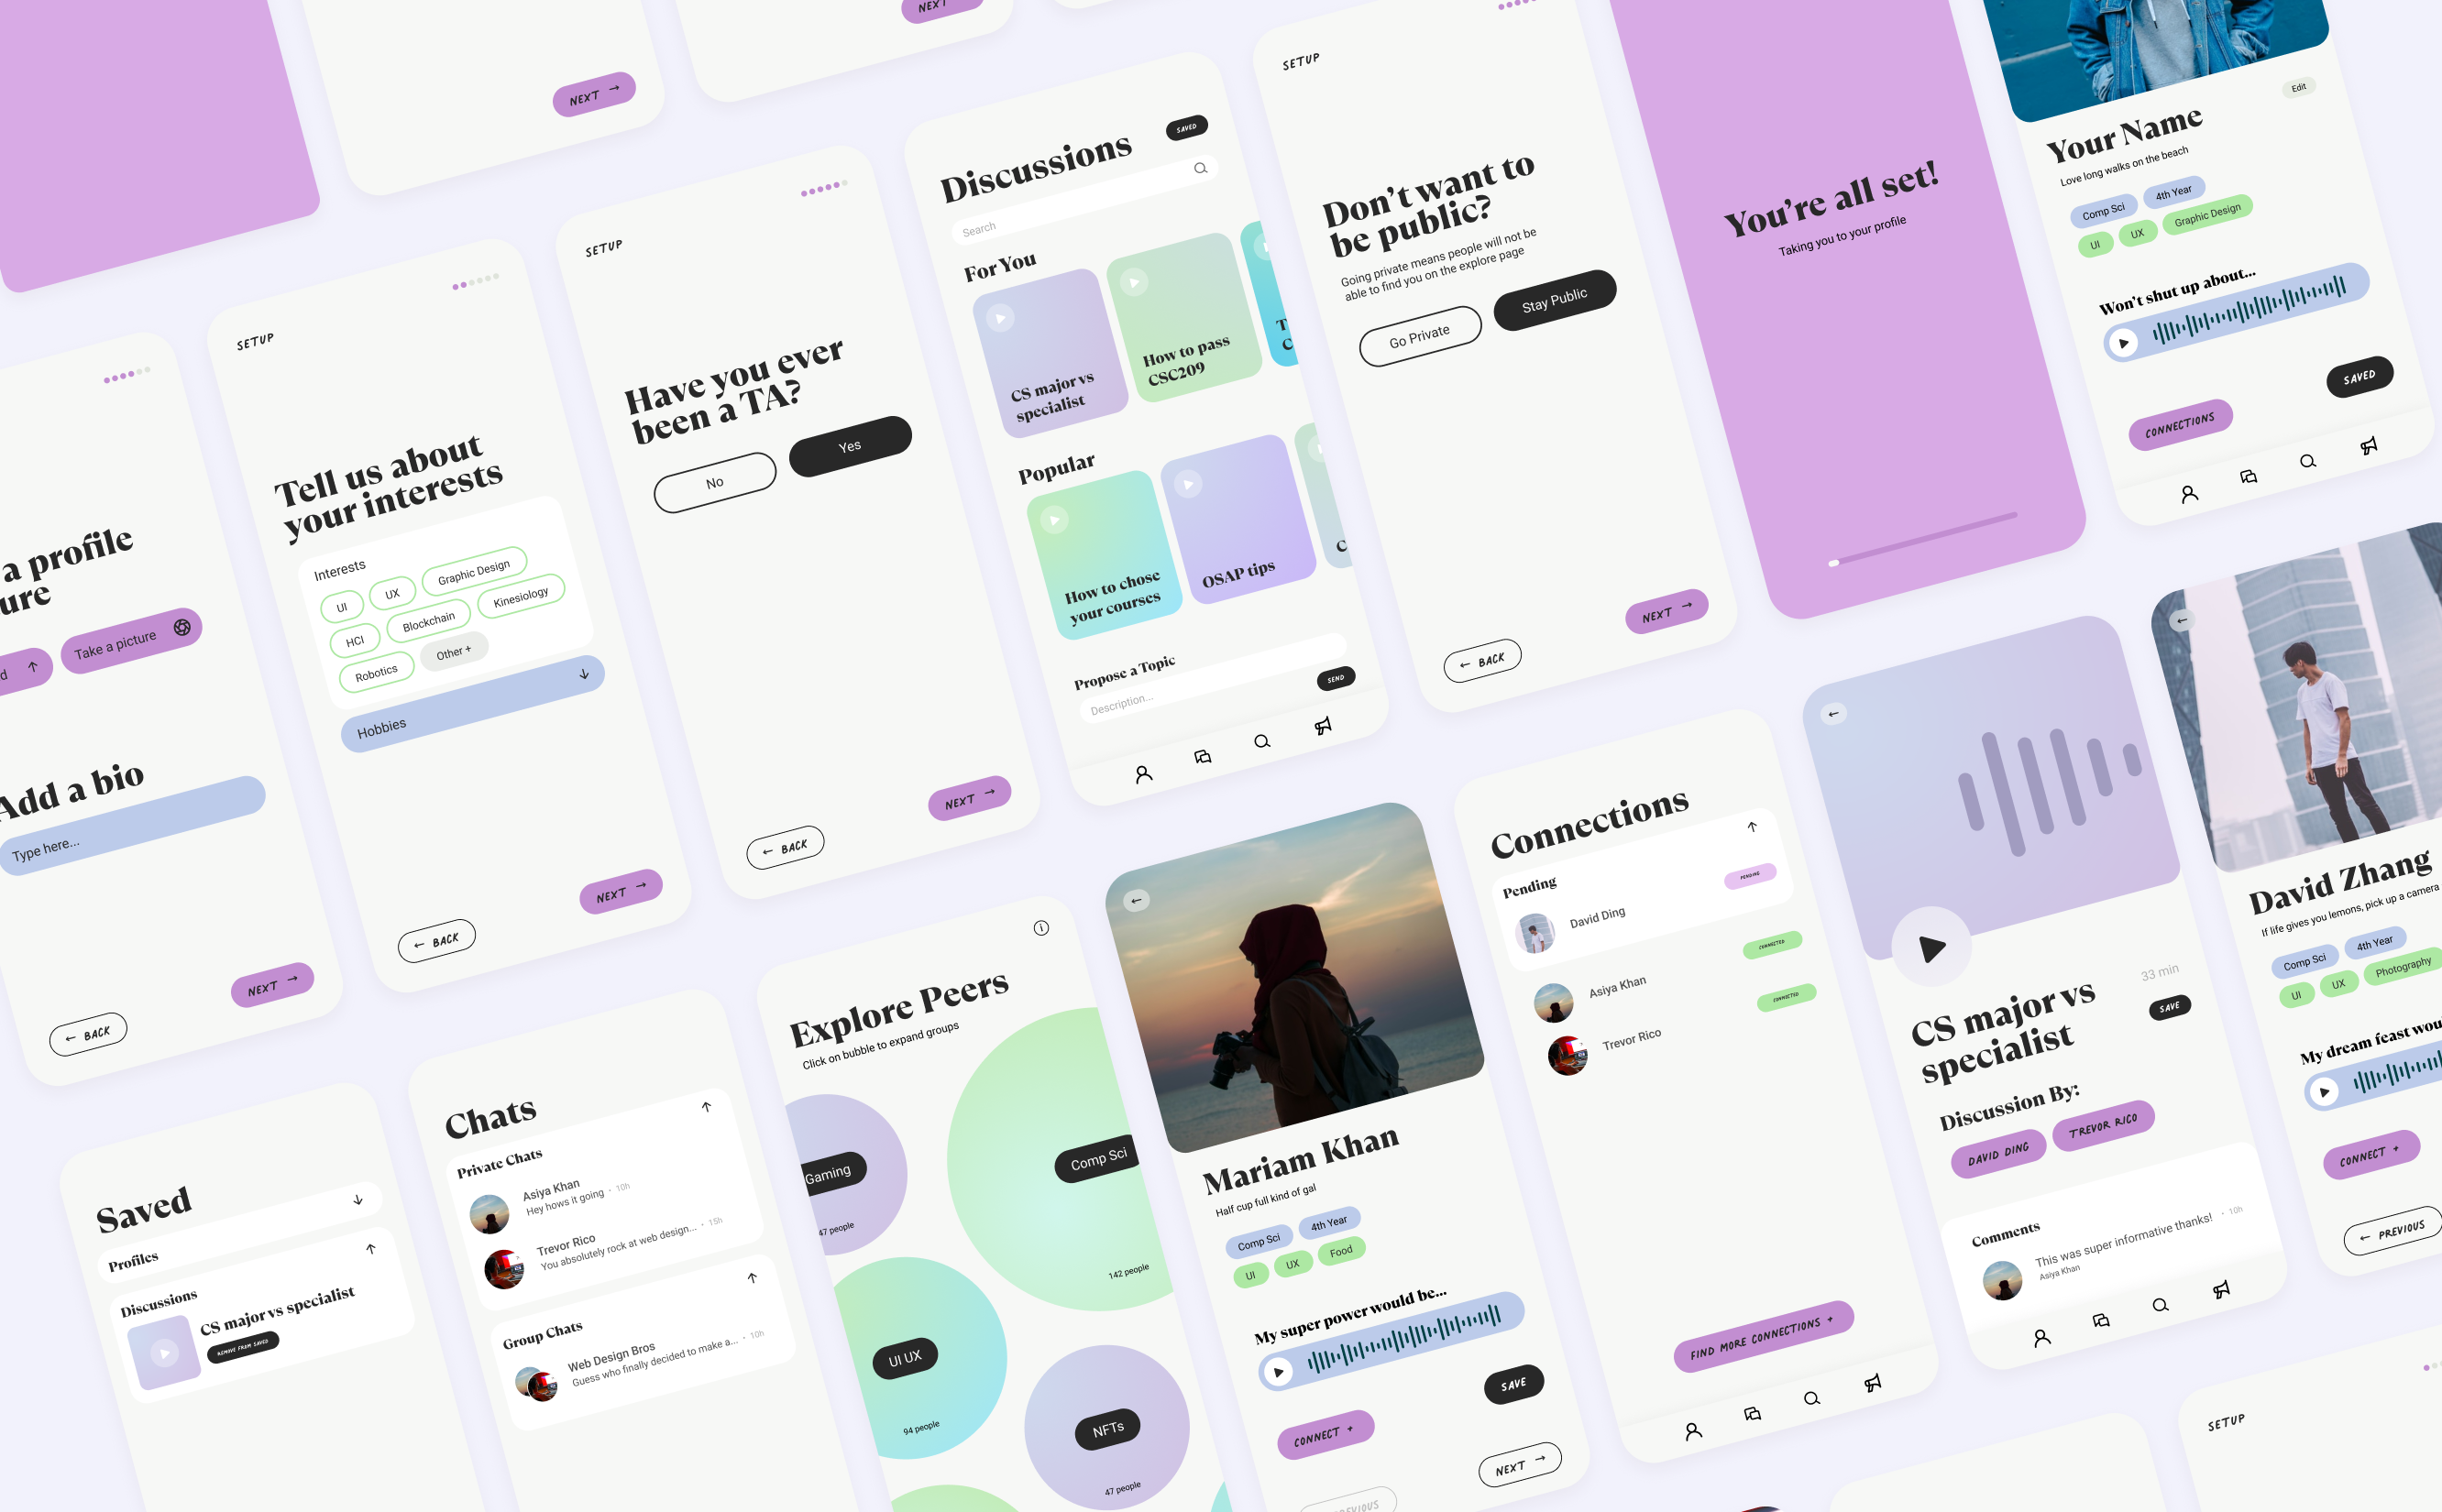 NEXT →
NEXT
a profile
ure
d ↑
Take a picture
Add a bio
Type here...
← BACK
NEXT →
SETUP
Tell us about
your interests
Interests
UI
UX
Graphic Design
HCI
Blockchain
Kinesiology
Robotics
Other +
Hobbies
← BACK
NEXT →
SETUP
Have you ever
been a TA?
No
Yes
← BACK
NEXT →
SAVED
Discussions
Search
For You
CS major vs
specialist
How to pass
CSC209
T
C
Popular
How to chose
your courses
OSAP tips
C
Propose a Topic
Description...
SEND
SETUP
Don't want to
be public?
Going private means people will not be
able to find you on the explore page
Go Private
Stay Public
← BACK
NEXT →
You're all set!
Taking you to your profile
Edit
Your Name
Love long walks on the beach
Comp Sci
4th Year
UI
UX
Graphic Design
Won't shut up about...
CONNECTIONS
SAVED
Saved
Profiles
Discussions
CS major vs specialist
REMOVE FROM SAVED
Chats
Private Chats
Asiya Khan
Hey hows it going • 10h
Trevor Rico
You absolutely rock at web design... • 15h
Group Chats
Web Design Bros
Guess who finally decided to make a... • 10h
Explore Peers
Click on bubble to expand groups
Gaming
47 people
Comp Sci
142 people
UI UX
94 people
NFTs
47 people
←
Mariam Khan
Half cup full kind of gal
Comp Sci
4th Year
UI
UX
Food
My super power would be...
CONNECT +
SAVE
PREVIOUS
NEXT →
Connections
Pending
David Ding
PENDING
Asiya Khan
CONNECTED
Trevor Rico
CONNECTED
FIND MORE CONNECTIONS +
←
33 min
CS major vs
specialist
SAVE
Discussion By:
DAVID DING
TREVOR RICO
Comments
This was super informative thanks! • 10h
Asiya Khan
←
David Zhang
If life gives you lemons, pick up a camera
Comp Sci
4th Year
UI
UX
Photography
My dream feast wou
CONNECT +
← PREVIOUS
SETUP